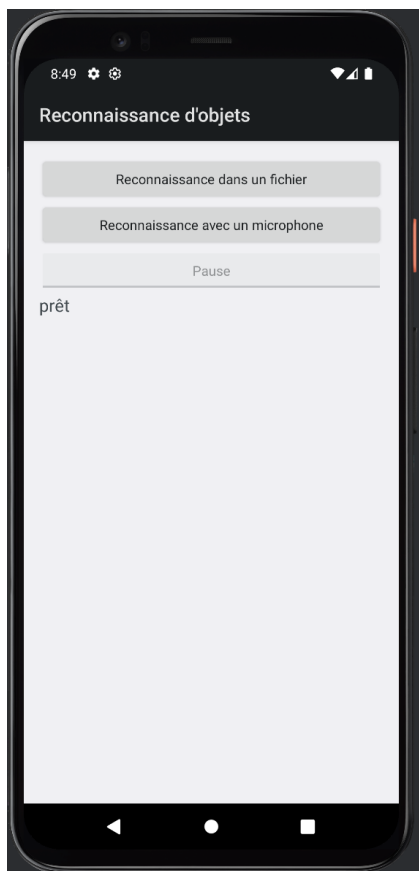 8:49
Reconnaissance d'objets
Reconnaissance dans un fichier
Reconnaissance avec un microphone
Pause
prêt